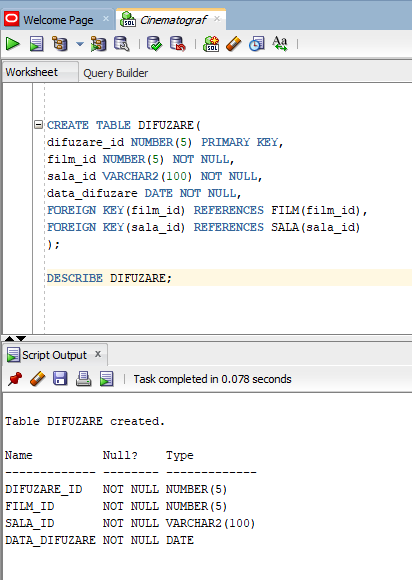 Welcome Page
Cinematograf
Worksheet
Query Builder
CREATE TABLE DIFUZARE(
difuzare_id NUMBER(5) PRIMARY KEY,
film_id NUMBER(5) NOT NULL,
sala_id VARCHAR2(100) NOT NULL,
data_difuzare DATE NOT NULL,
FOREIGN KEY(film_id) REFERENCES FILM(film_id),
FOREIGN KEY(sala_id) REFERENCES SALA(sala_id)
);
DESCRIBE DIFUZARE;
Script Output
Task completed in 0.078 seconds
Table DIFUZARE created.
Name          Null?    Type
------------- -------- -------------
DIFUZARE_ID   NOT NULL NUMBER(5)
FILM_ID       NOT NULL NUMBER(5)
SALA_ID       NOT NULL VARCHAR2(100)
DATA_DIFUZARE NOT NULL DATE